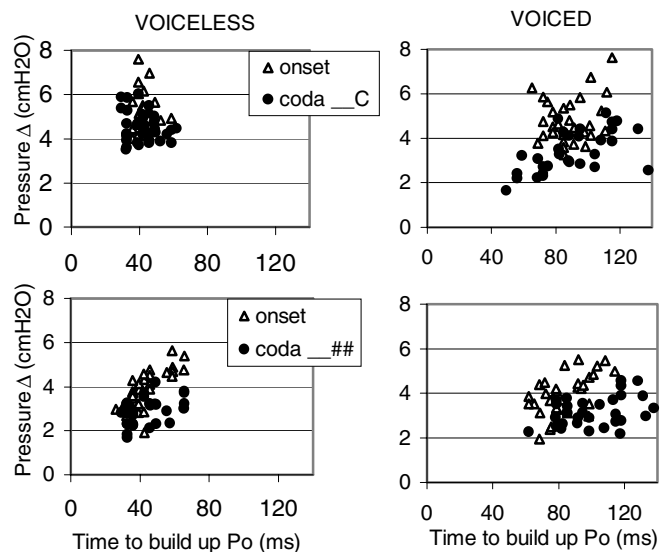 VOICELESS VOICED
Pressure Δ (cmH2O)
8
6
4
2
0
0 40 80 120
△ onset
● coda __C
8
6
4
2
0
0 40 80 120
Pressure Δ (cmH2O)
8
6
4
2
0
0 40 80 120
Time to build up Po (ms)
△ onset
● coda __##
8
6
4
2
0
0 40 80 120
Time to build up Po (ms)